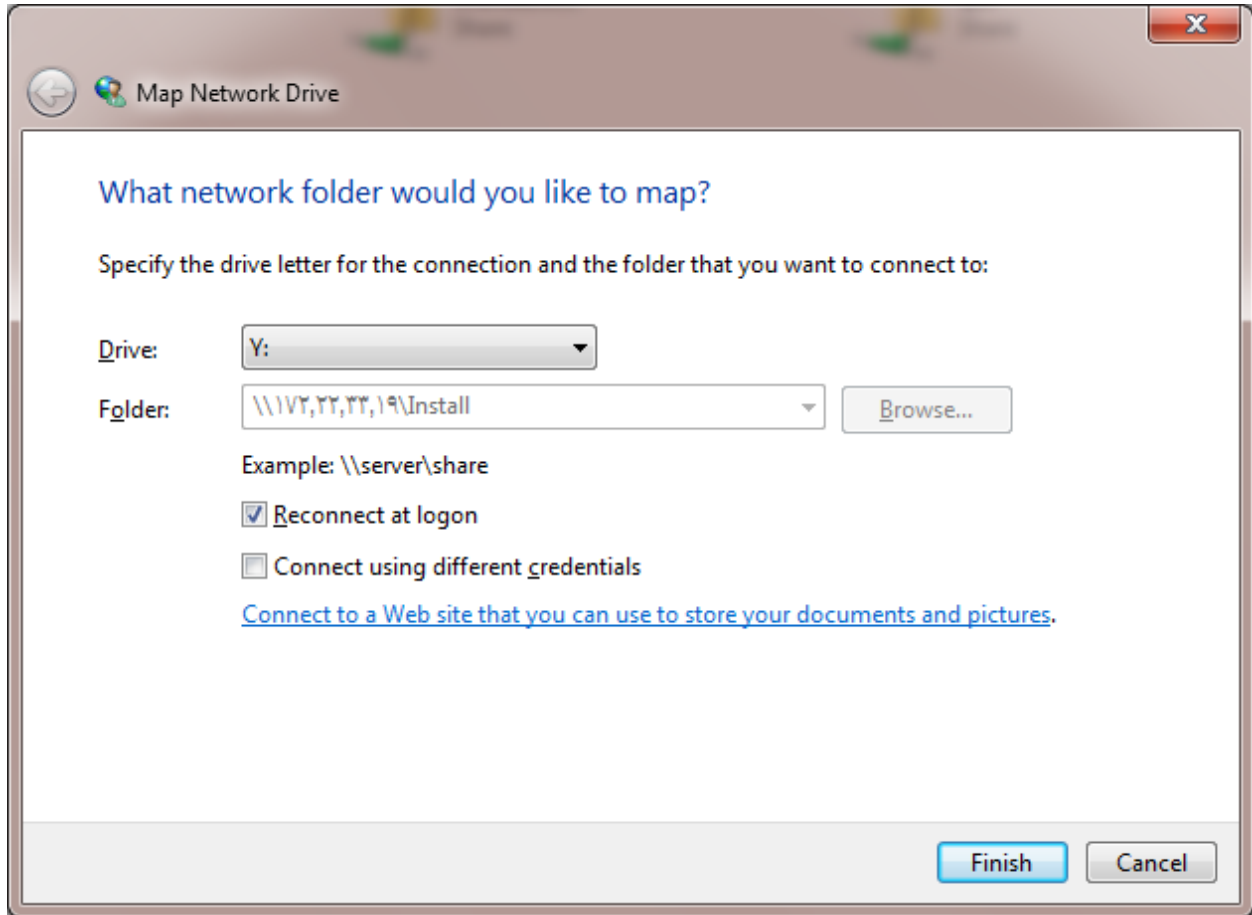 Share
Share
Map Network Drive
What network folder would you like to map?
Specify the drive letter for the connection and the folder that you want to connect to:
Drive: Y:
Folder: \\۱۷۲,۲۲,۳۳,۱۹\Install Browse...
Example: \\server\share
Reconnect at logon
Connect using different credentials
Connect to a Web site that you can use to store your documents and pictures.
Finish Cancel